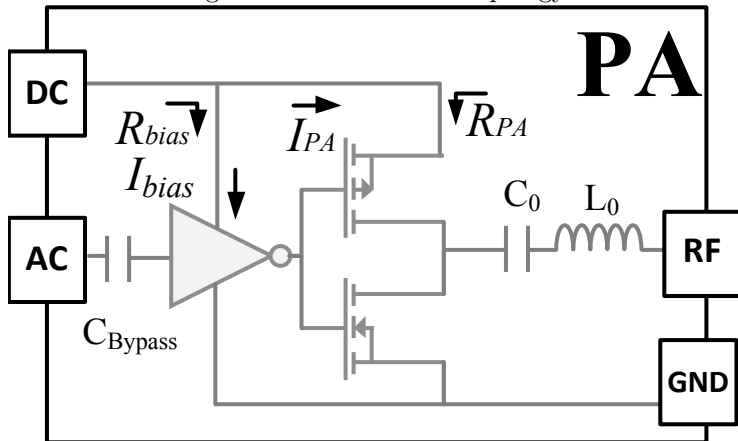 PA
DC
R_bias
I_PA
R_PA
I_bias
C_0
L_0
AC
RF
C_Bypass
GND